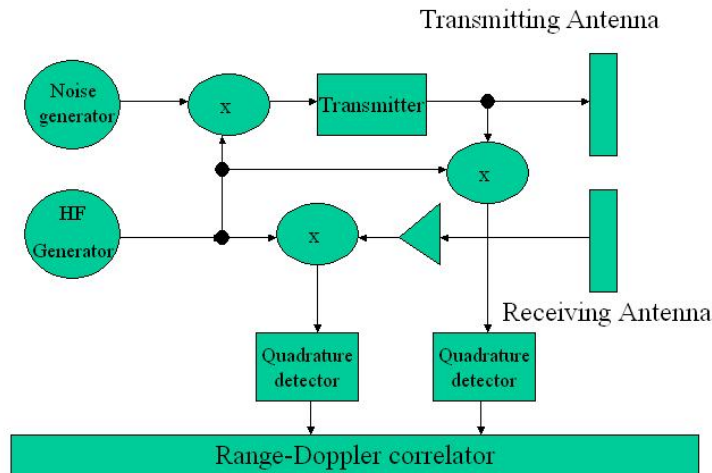 Transmitting Antenna
Noise
generator
x
Transmitter
x
HF
Generator
x
Receiving Antenna
Quadrature
detector
Quadrature
detector
Range-Doppler correlator